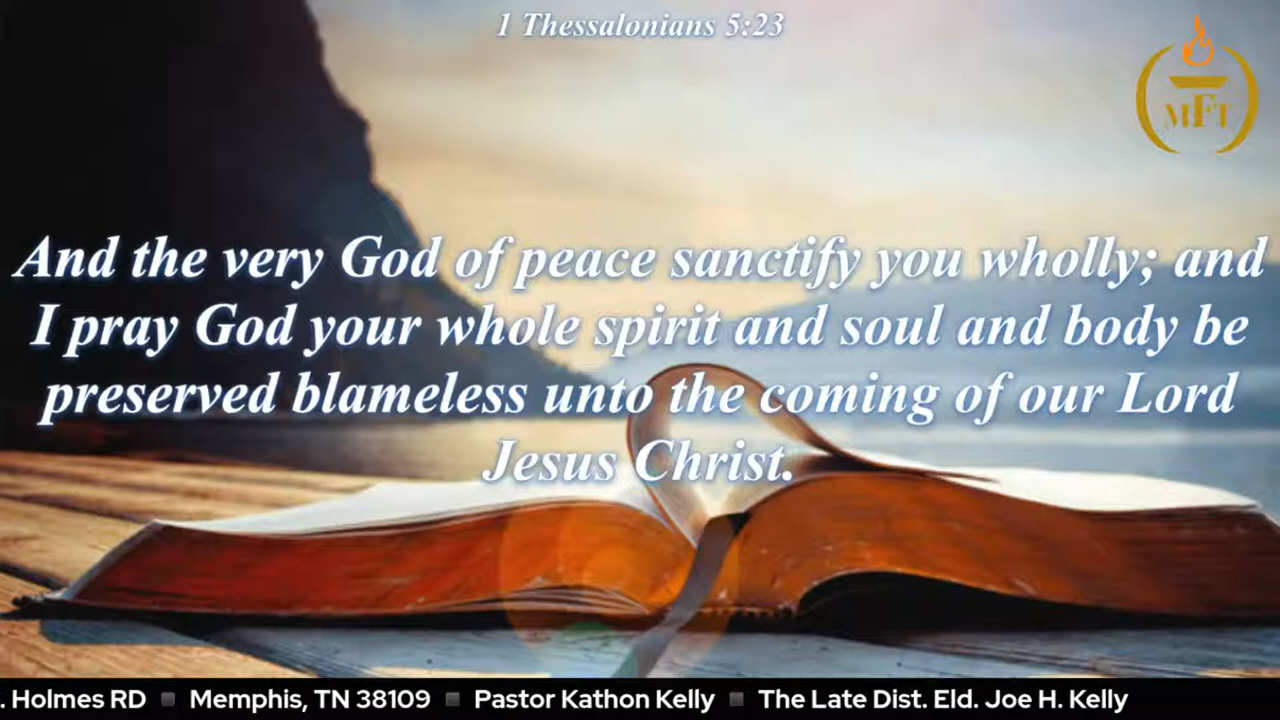 1 Thessalonians 5:23
MFT
And the very God of peace sanctify you wholly; and
I pray God your whole spirit and soul and body be
preserved blameless unto the coming of our Lord
Jesus Christ.
. Holmes RD ▪ Memphis, TN 38109 ▪ Pastor Kathon Kelly ▪ The Late Dist. Eld. Joe H. Kelly